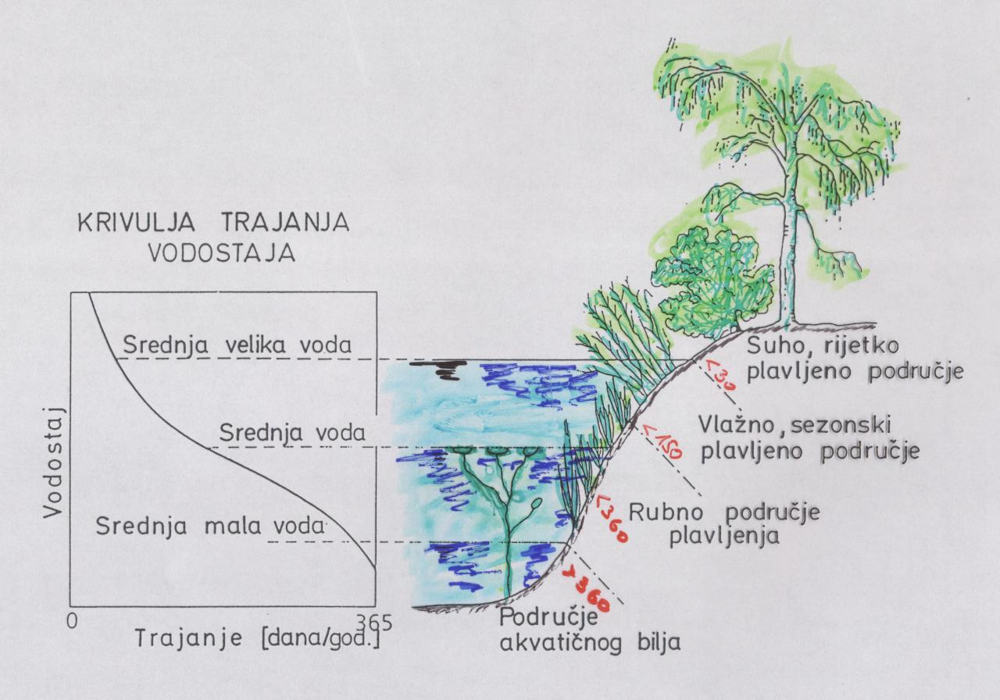 KRIVULJA TRAJANJA
VODOSTAJA
Vodostaj
Srednja velika voda
Srednja voda
Srednja mala voda
0
365
Trajanje [dana/god.]
Suho, rijetko
plavljeno područje
<30
Vlažno, sezonski
plavljeno područje
<150
Rubno područje
plavljenja
<360
>360
Područje
akvatičnog bilja